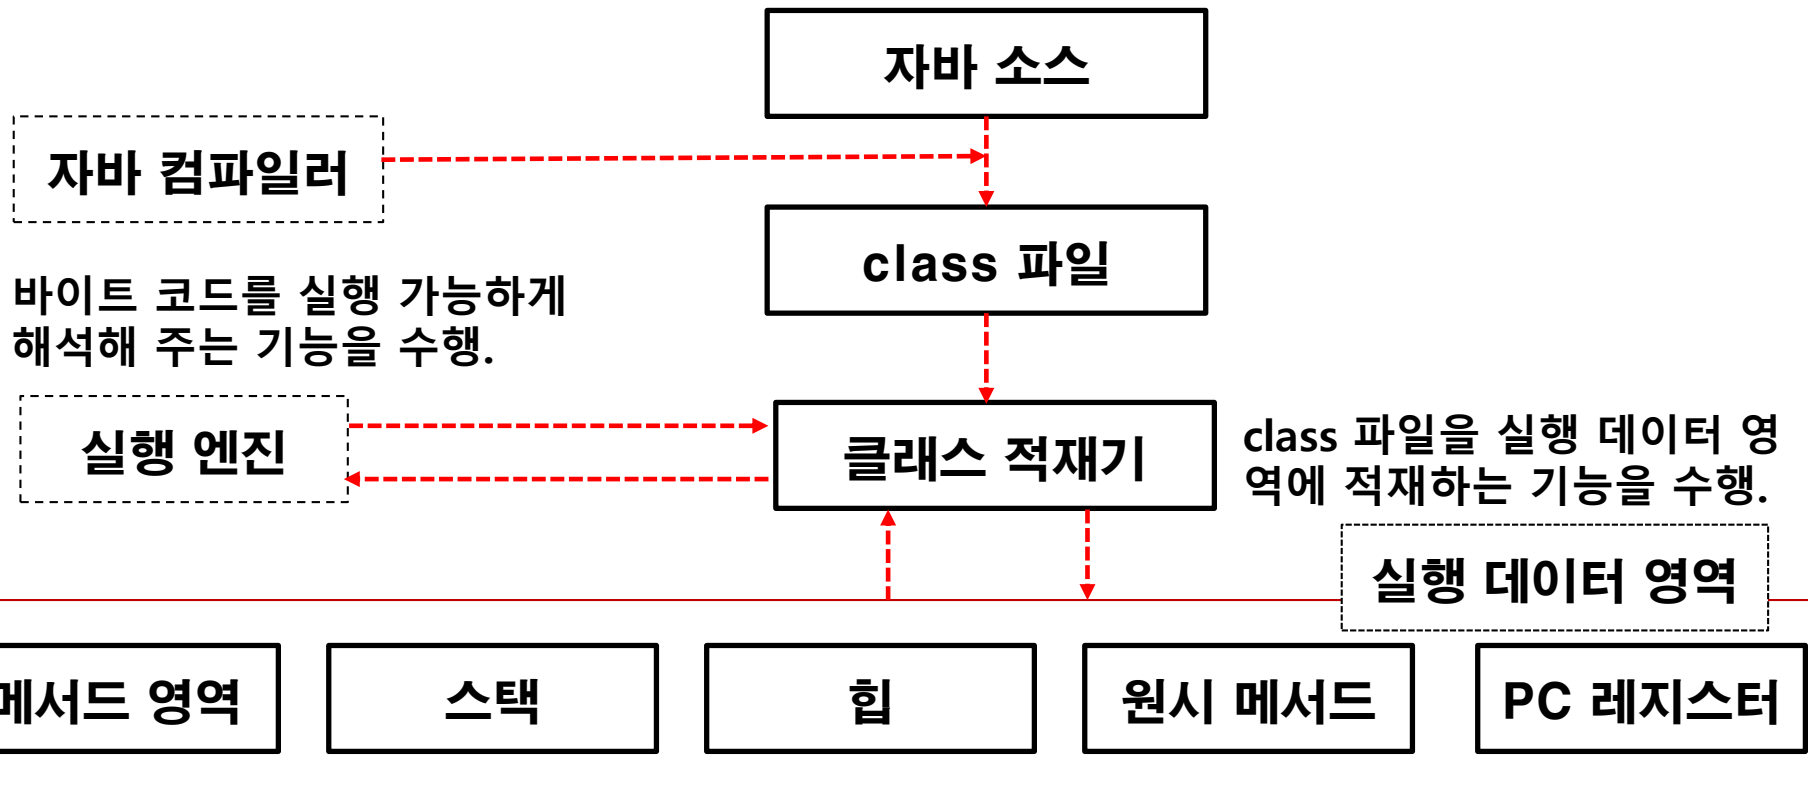 자바 소스
자바 컴파일러
class 파일
바이트 코드를 실행 가능하게
해석해 주는 기능을 수행.
실행 엔진
클래스 적재기
class 파일을 실행 데이터 영
역에 적재하는 기능을 수행.
실행 데이터 영역
메서드 영역
스택
힙
원시 메서드
PC 레지스터